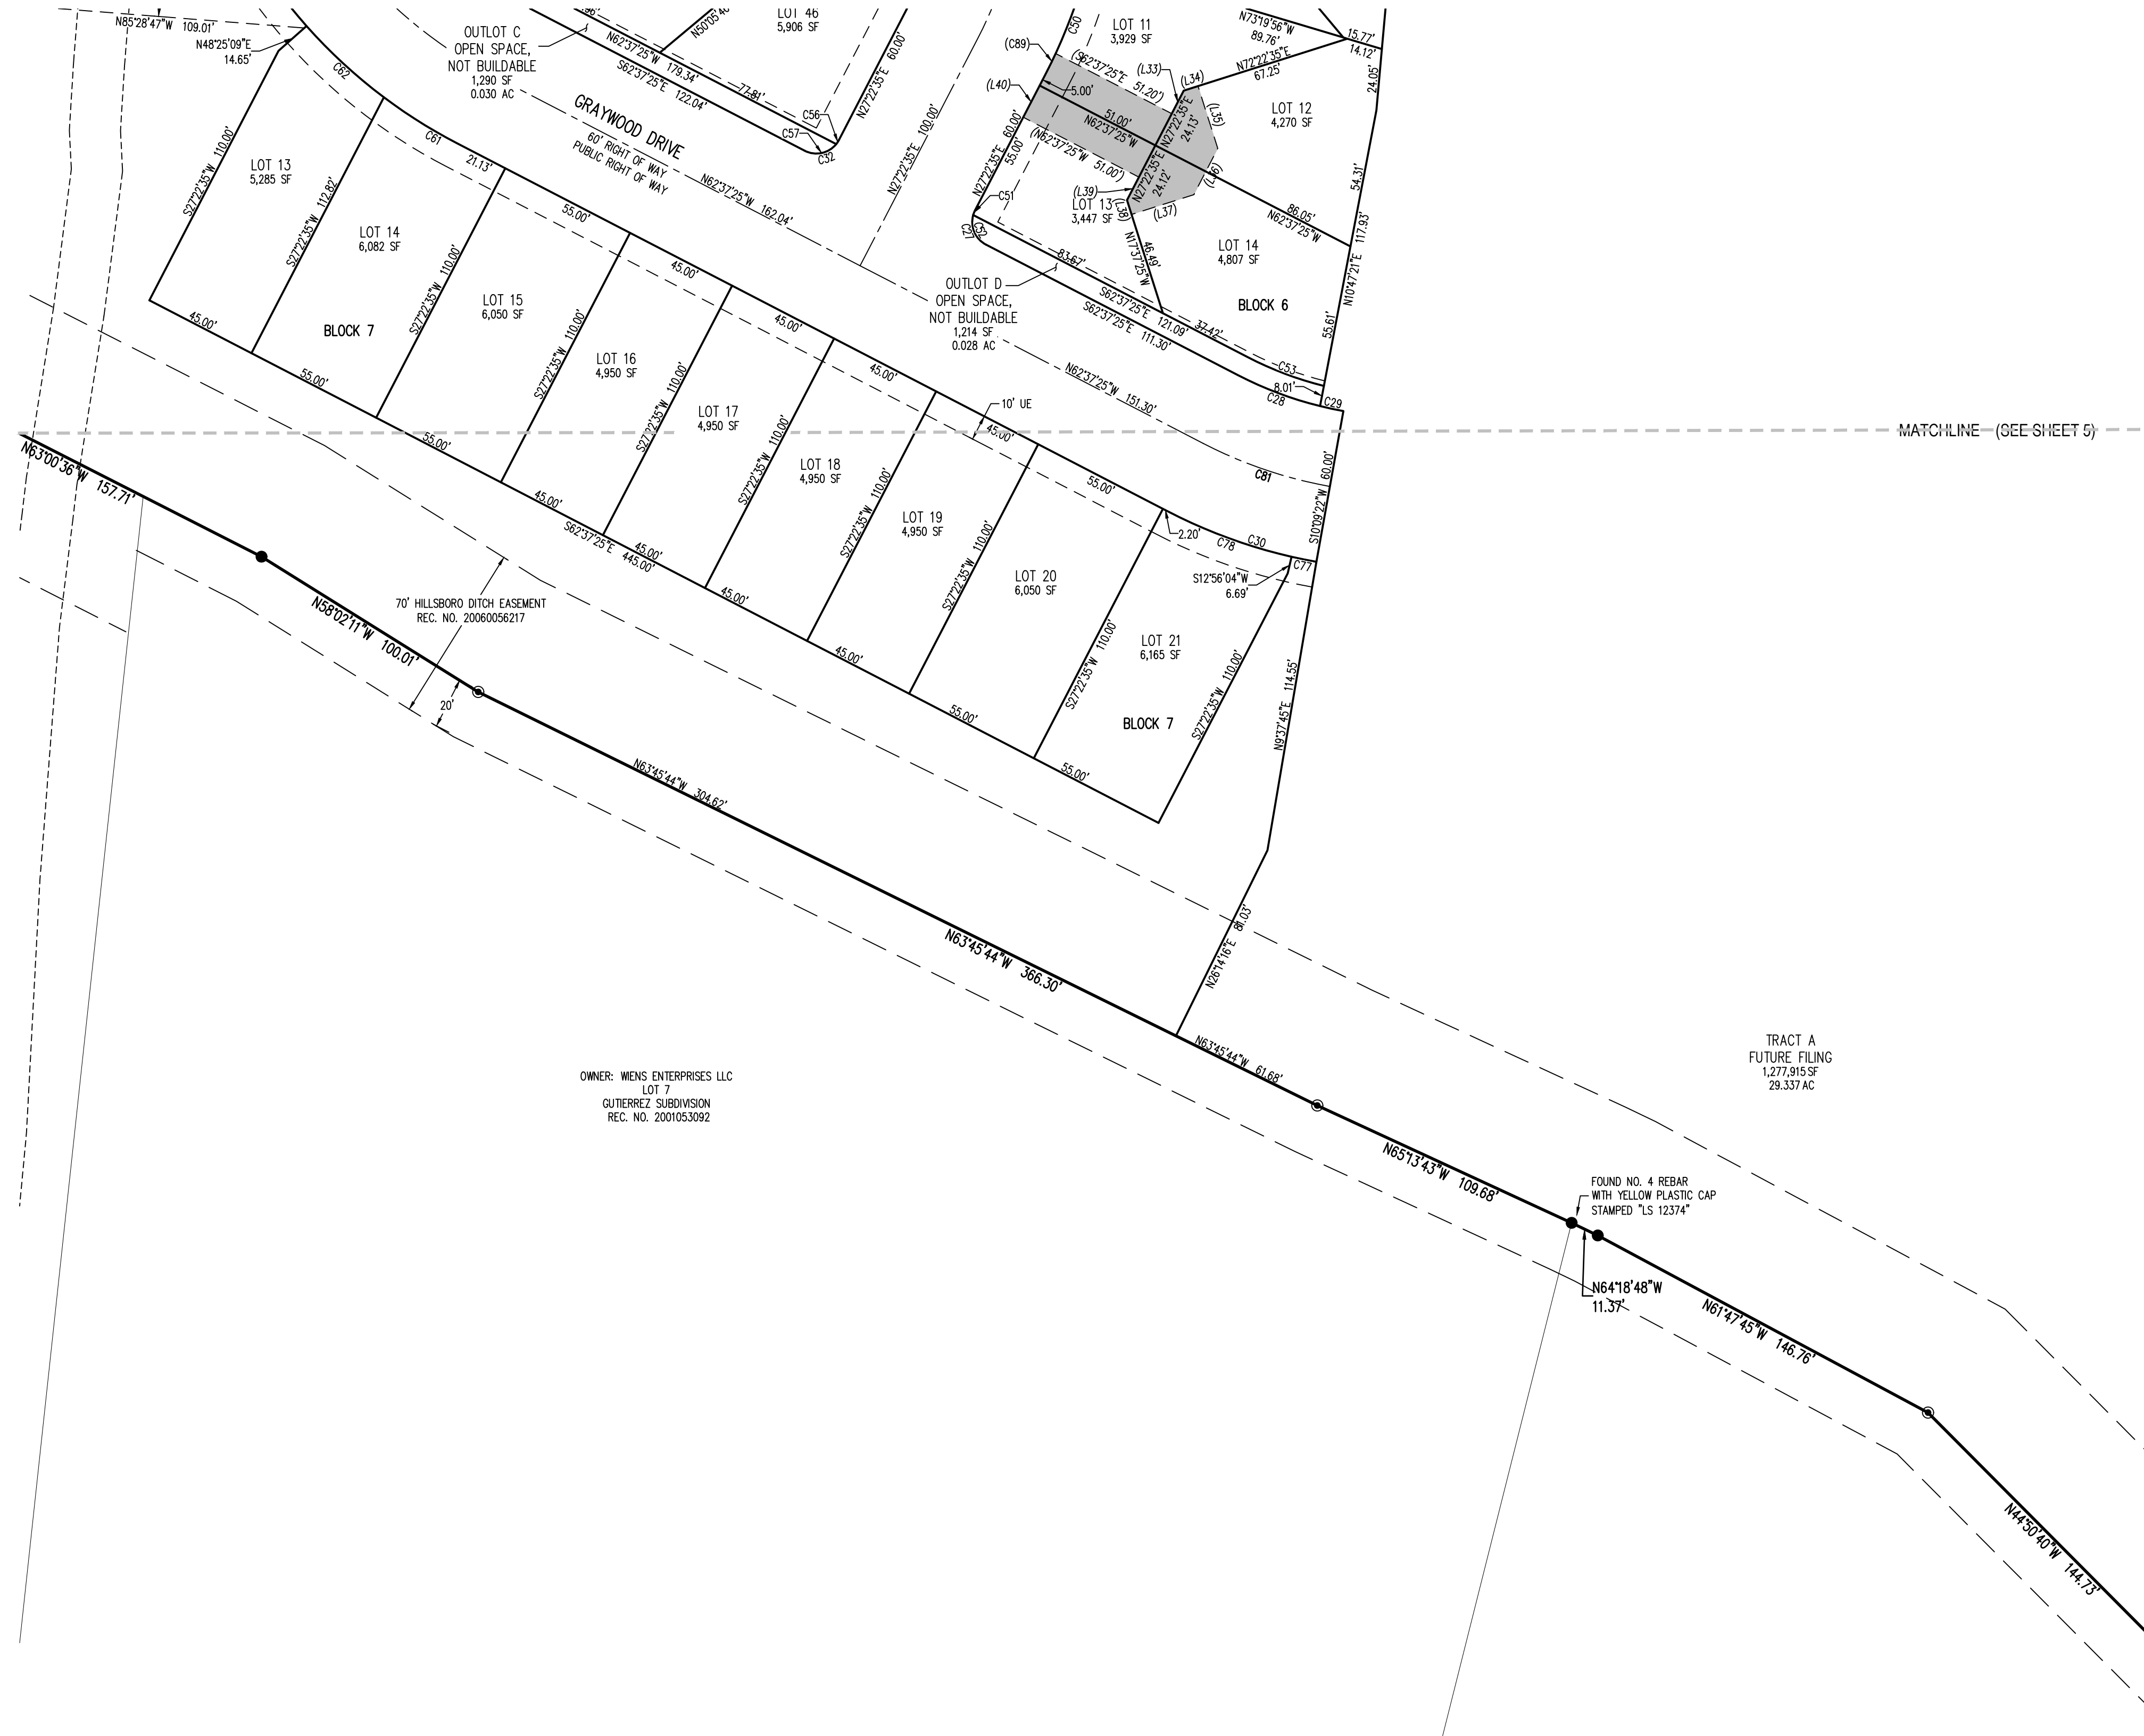 N85°28'47"W 109.01'
N48°25'09"E
14.65'
C62
C61
21.13'
OUTLOT C
OPEN SPACE,
NOT BUILDABLE
1,290 SF
0.030 AC
N62°37'25"W 179.34'
S62°37'25"E 122.04'
77.81'
LOT 46
5,906 SF
N27°22'35"E 60.00'
C56
C57
C32
GRAYWOOD DRIVE
60' RIGHT OF WAY
PUBLIC RIGHT OF WAY
N62°37'25"W 162.04'
N27°22'35"E 100.00'
C50
(C89)
(L40)
LOT 11
3,929 SF
(S62°37'25"E 51.20')
(L33)
(L34)
(L35)
(L36)
(L37)
(L38)
(L39)
5.00'
51.00'
N62°37'25"W
(N62°37'25"W 51.00')
N27°22'35"E
24.13'
N27°22'35"E
24.12'
N27°22'35"E 60.00'
55.00'
N73°19'56"W
89.76'
N72°22'35"E
67.25'
15.77'
14.12'
24.05'
LOT 12
4,270 SF
54.31'
N10°47'21"E 117.93'
86.05'
N62°37'25"W
LOT 13
3,447 SF
C51
C52
C27
46.49'
N17°37'25"W
LOT 14
4,807 SF
BLOCK 6
55.61'
83.67'
S62°37'25"E 121.09'
S62°37'25"E 111.30'
37.42'
C53
8.01'
C28
C29
OUTLOT D
OPEN SPACE,
NOT BUILDABLE
1,214 SF
0.028 AC
N62°37'25"W 151.30'
C81
S10°09'22"W 60.00'
MATCHLINE (SEE SHEET 5)
LOT 13
5,285 SF
S27°22'35"W 110.00'
45.00'
S27°22'35"W 112.82'
LOT 14
6,082 SF
BLOCK 7
55.00'
S27°22'35"W 110.00'
LOT 15
6,050 SF
55.00'
55.00'
S27°22'35"W 110.00'
LOT 16
4,950 SF
45.00'
45.00'
S27°22'35"W 110.00'
LOT 17
4,950 SF
45.00'
45.00'
S27°22'35"W 110.00'
LOT 18
4,950 SF
45.00'
45.00'
S27°22'35"W 110.00'
LOT 19
4,950 SF
45.00'
45.00'
10' UE
S27°22'35"W 110.00'
LOT 20
6,050 SF
55.00'
55.00'
S27°22'35"W 110.00'
LOT 21
6,165 SF
BLOCK 7
55.00'
S27°22'35"W 110.00'
2.20'
C78
C30
C77
S12°56'04"W
6.69'
N9°37'45"E 114.55'
N26°14'16"E 81.03'
S62°37'25"E 445.00'
N63°00'36"W 157.71'
N58°02'11"W 100.01'
70' HILLSBORO DITCH EASEMENT
REC. NO. 20060056217
20'
N63°45'44"W 304.62'
N63°45'44"W 366.30'
N63°45'44"W 61.68'
OWNER: WIENS ENTERPRISES LLC
LOT 7
GUTIERREZ SUBDIVISION
REC. NO. 2001053092
TRACT A
FUTURE FILING
1,277,915 SF
29.337 AC
N65°13'43"W 109.68'
FOUND NO. 4 REBAR
WITH YELLOW PLASTIC CAP
STAMPED "LS 12374"
N64°18'48"W
11.37'
N61°47'45"W 146.76'
N44°50'40"W 144.73'